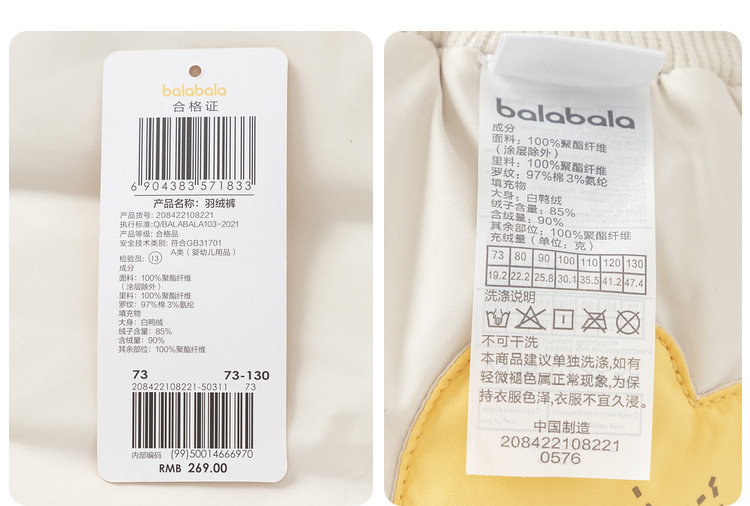 balabala
合格证
6 904383 571833
产品名称：羽绒裤
产品货号：208422108221
执行标准：Q/BALABALA103-2021
产品等级：合格品
安全技术类别：符合GB31701
A类（婴幼儿用品）
检验员：⑬
成分
面料：100%聚酯纤维
（涂层除外）
里料：100%聚酯纤维
罗纹：97%棉 3%氨纶
填充物
大身：白鸭绒
绒子含量：85%
含绒量：90%
其余部位：100%聚酯纤维
73 73-130
208422108221-50311 73
内部编码 (99)50014666970
RMB 269.00
balabala
成分
面料：100%聚酯纤维
（涂层除外）
里料：100%聚酯纤维
罗纹：97%棉 3%氨纶
填充物
大身：白鸭绒
绒子含量：85%
含绒量：90%
其余部位：100%聚酯纤维
充绒量（单位：克）
73 80 90 100 110 120 130
19.2 22.2 25.8 30.1 35.5 41.2 47.4
洗涤说明
不可干洗
本商品建议单独洗涤,如有
轻微褪色属正常现象,为保
持衣服色泽,衣服不宜久浸。
中国制造
208422108221
0576